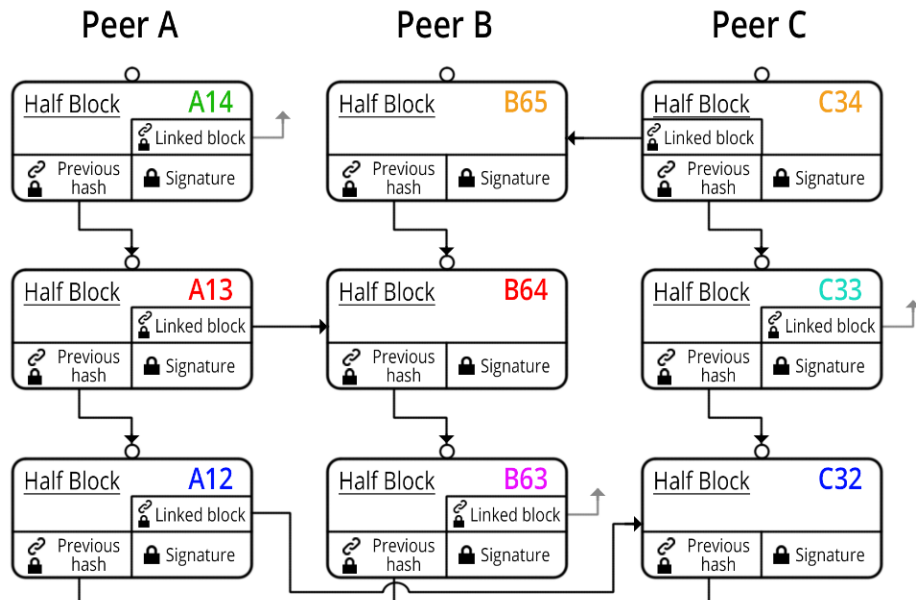 Peer A
Peer B
Peer C
Half Block A14
Linked block
Previous hash
Signature
Half Block B65
Previous hash
Signature
Half Block C34
Linked block
Previous hash
Signature
Half Block A13
Linked block
Previous hash
Signature
Half Block B64
Previous hash
Signature
Half Block C33
Linked block
Previous hash
Signature
Half Block A12
Linked block
Previous hash
Signature
Half Block B63
Linked block
Previous hash
Signature
Half Block C32
Previous hash
Signature